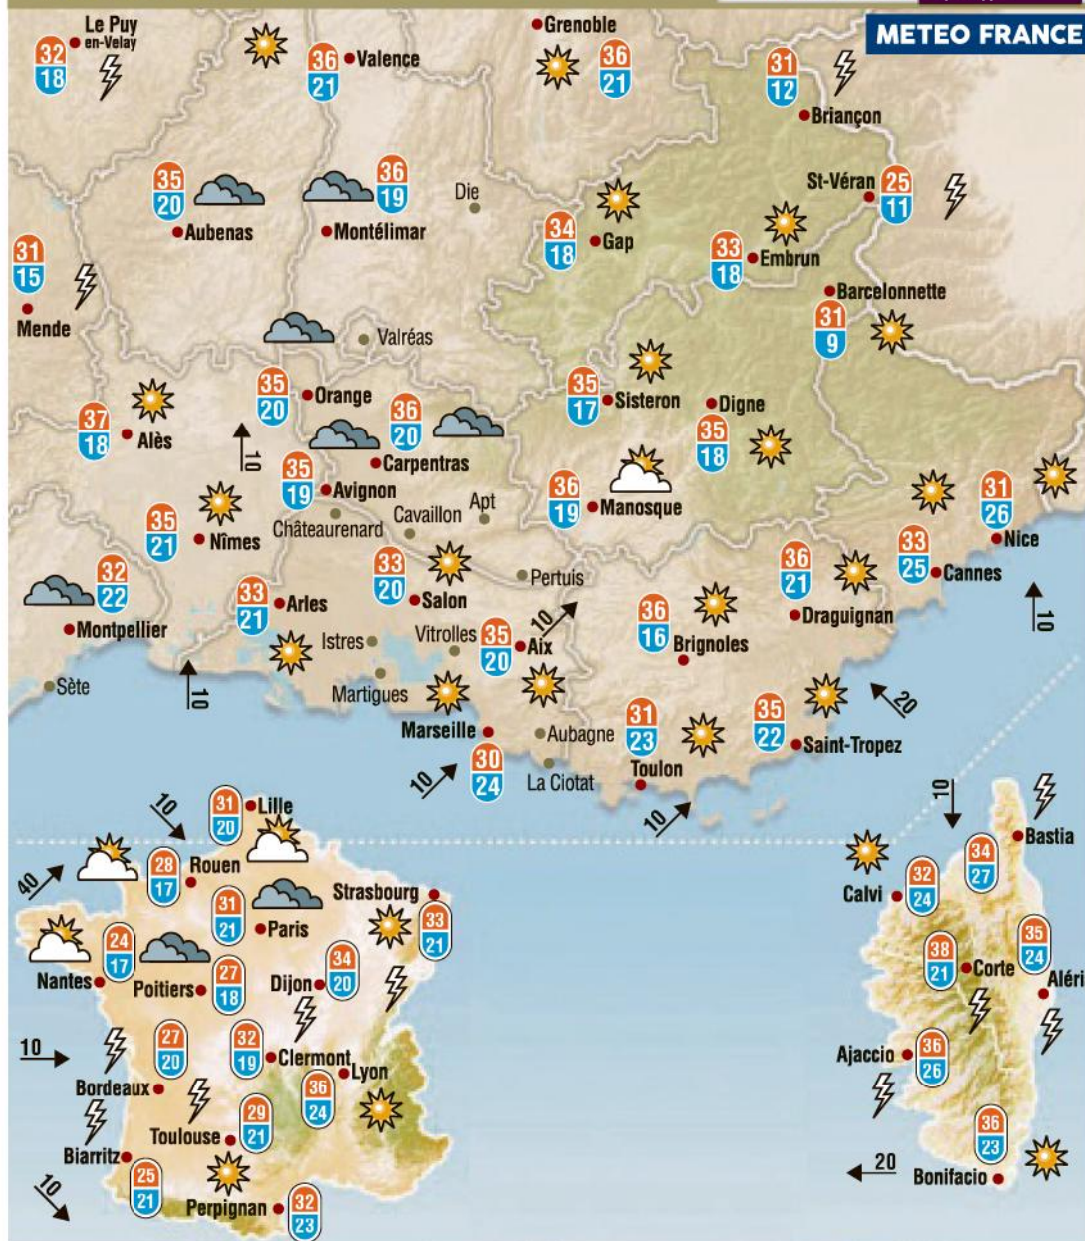 METEO FRANCE
Le Puy
en-Velay
32
18
36
21
Valence
Grenoble
36
21
31
12
Briançon
35
20
Aubenas
36
19
Montélimar
Die
34
18
Gap
33
18
Embrun
St-Véran
25
11
31
15
Mende
Barcelonnette
31
9
Valréas
37
18
Alès
35
20
Orange
36
20
Carpentras
35
17
Sisteron
Digne
35
18
10
35
19
Avignon
Châteaurenard
Cavaillon
Apt
36
19
Manosque
35
21
Nîmes
31
26
Nice
33
25
Cannes
32
22
Montpellier
33
21
Arles
33
20
Salon
Pertuis
10
36
21
Draguignan
10
Sète
10
Istres
Vitrolles
Martigues
35
20
Aix
36
16
Brignoles
20
Marseille
30
24
Aubagne
La Ciotat
31
23
Toulon
35
22
Saint-Tropez
10
10
10
31
20
Lille
40
28
17
Rouen
31
21
Paris
Strasbourg
33
21
24
17
Nantes
Poitiers
27
18
Dijon
34
20
10
27
20
Bordeaux
32
19
Clermont
Lyon
36
24
Toulouse
29
21
Biarritz
25
21
10
Perpignan
32
23
10
Bastia
34
27
Calvi
32
24
38
21
Corte
35
24
Aléri
Ajaccio
36
26
36
23
20
Bonifacio